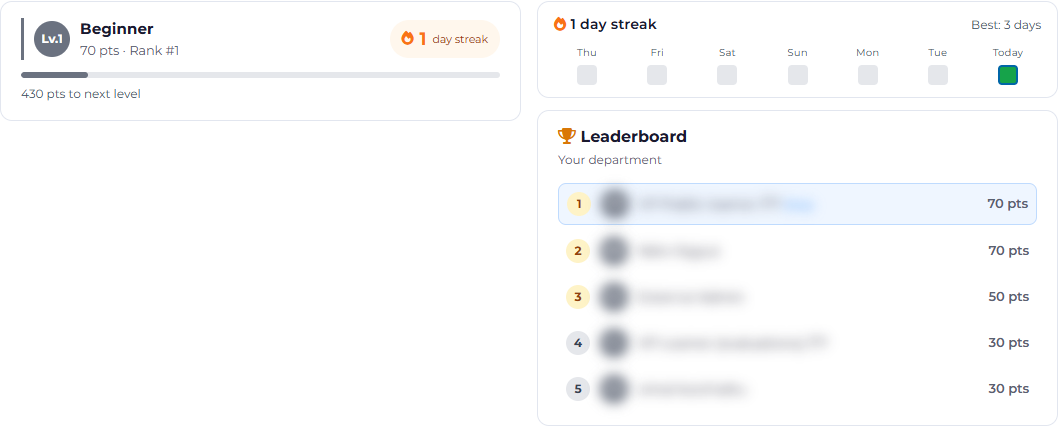 Lv.1
Beginner
70 pts · Rank #1
1 day streak
430 pts to next level
1 day streak
Best: 3 days
Thu Fri Sat Sun Mon Tue Today
Leaderboard
Your department
1 70 pts
2 70 pts
3 50 pts
4 30 pts
5 30 pts